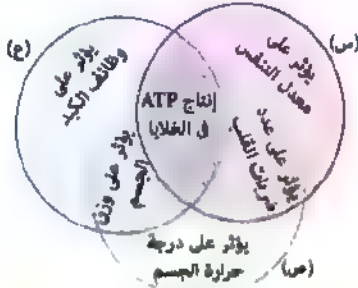 (س)
(ع)
يؤثر على
معدل التنفس
يؤثر على
وظائف الكبد
إنتاج ATP
في الخلايا
يؤثر على عدد
ضربات القلب
يؤثر على وزن
الجسم
يؤثر على درجة
حرارة الجسم
(ص)